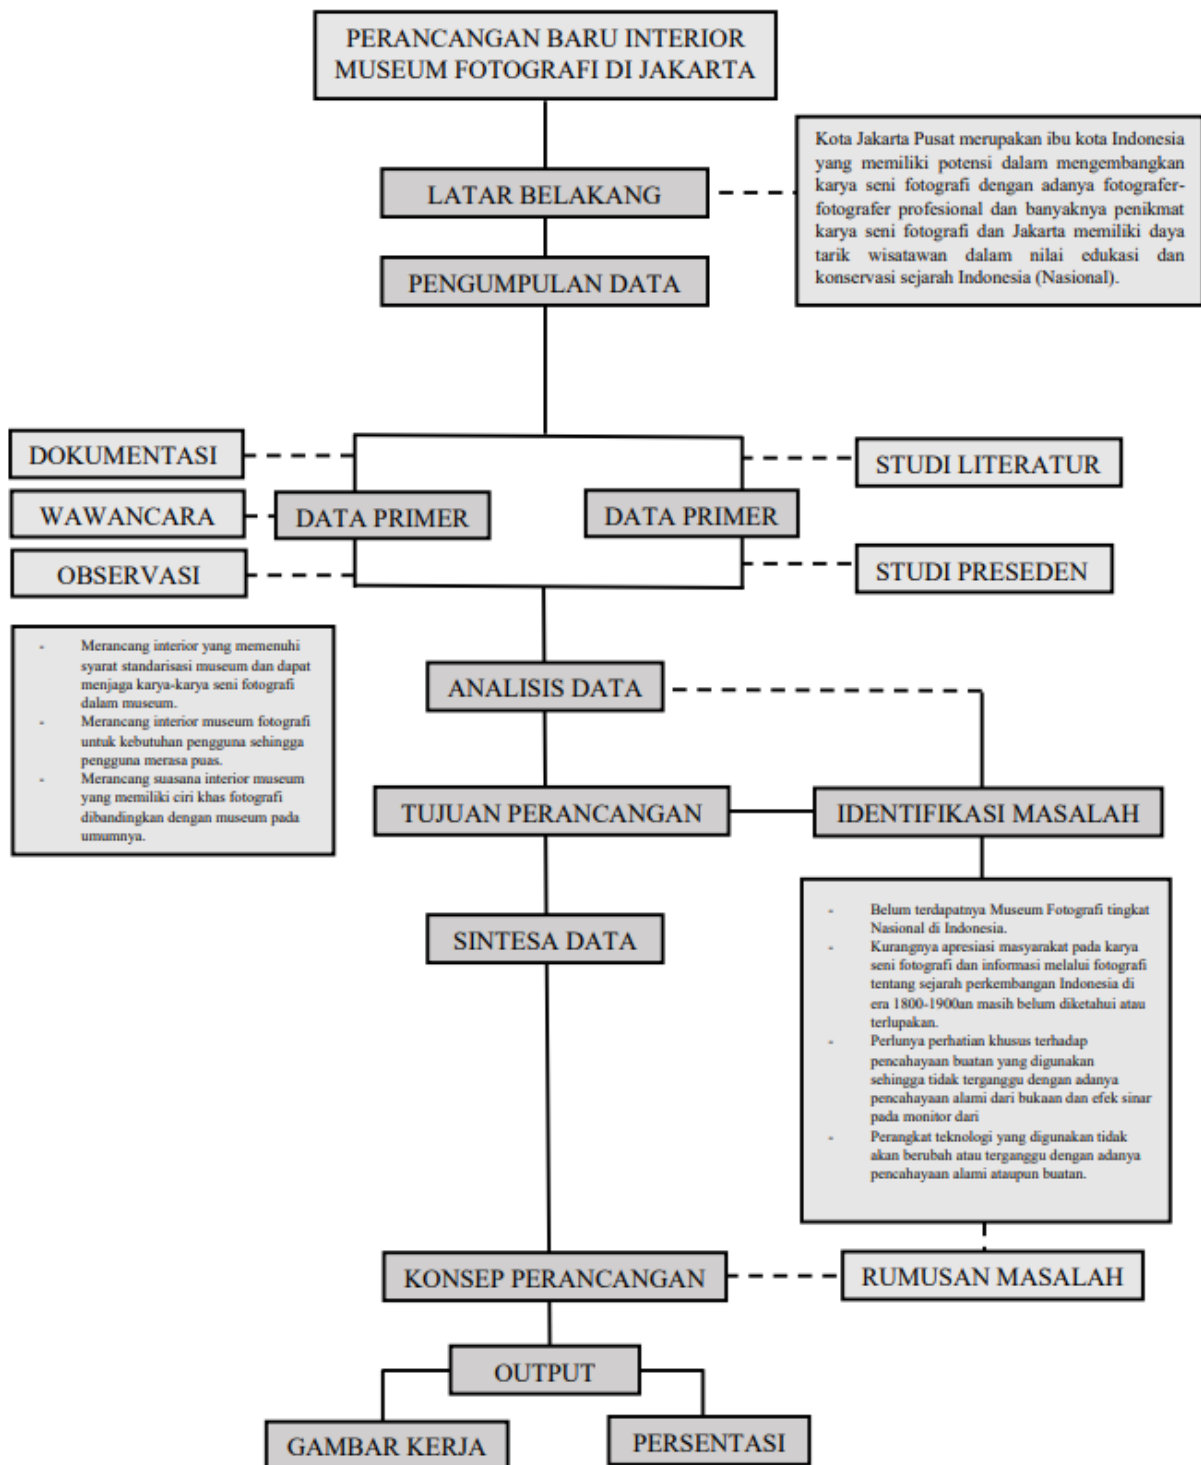 PERANCANGAN BARU INTERIOR
MUSEUM FOTOGRAFI DI JAKARTA
LATAR BELAKANG
Kota Jakarta Pusat merupakan ibu kota Indonesia
yang memiliki potensi dalam mengembangkan
karya seni fotografi dengan adanya fotografer-
fotografer profesional dan banyaknya penikmat
karya seni fotografi dan Jakarta memiliki daya
tarik wisatawan dalam nilai edukasi dan
konservasi sejarah Indonesia (Nasional).
PENGUMPULAN DATA
DOKUMENTASI
WAWANCARA
OBSERVASI
DATA PRIMER
DATA PRIMER
STUDI LITERATUR
STUDI PRESEDEN
- Merancang interior yang memenuhi
syarat standarisasi museum dan dapat
menjaga karya-karya seni fotografi
dalam museum.
- Merancang interior museum fotografi
untuk kebutuhan pengguna sehingga
pengguna merasa puas.
- Merancang suasana interior museum
yang memiliki ciri khas fotografi
dibandingkan dengan museum pada
umumnya.
ANALISIS DATA
TUJUAN PERANCANGAN
IDENTIFIKASI MASALAH
SINTESA DATA
- Belum terdapatnya Museum Fotografi tingkat
Nasional di Indonesia.
- Kurangnya apresiasi masyarakat pada karya
seni fotografi dan informasi melalui fotografi
tentang sejarah perkembangan Indonesia di
era 1800-1900an masih belum diketahui atau
terlupakan.
- Perlunya perhatian khusus terhadap
pencahayaan buatan yang digunakan
sehingga tidak terganggu dengan adanya
pencahayaan alami dari bukaan dan efek sinar
pada monitor dari
- Perangkat teknologi yang digunakan tidak
akan berubah atau terganggu dengan adanya
pencahayaan alami ataupun buatan.
KONSEP PERANCANGAN
RUMUSAN MASALAH
OUTPUT
GAMBAR KERJA
PERSENTASI